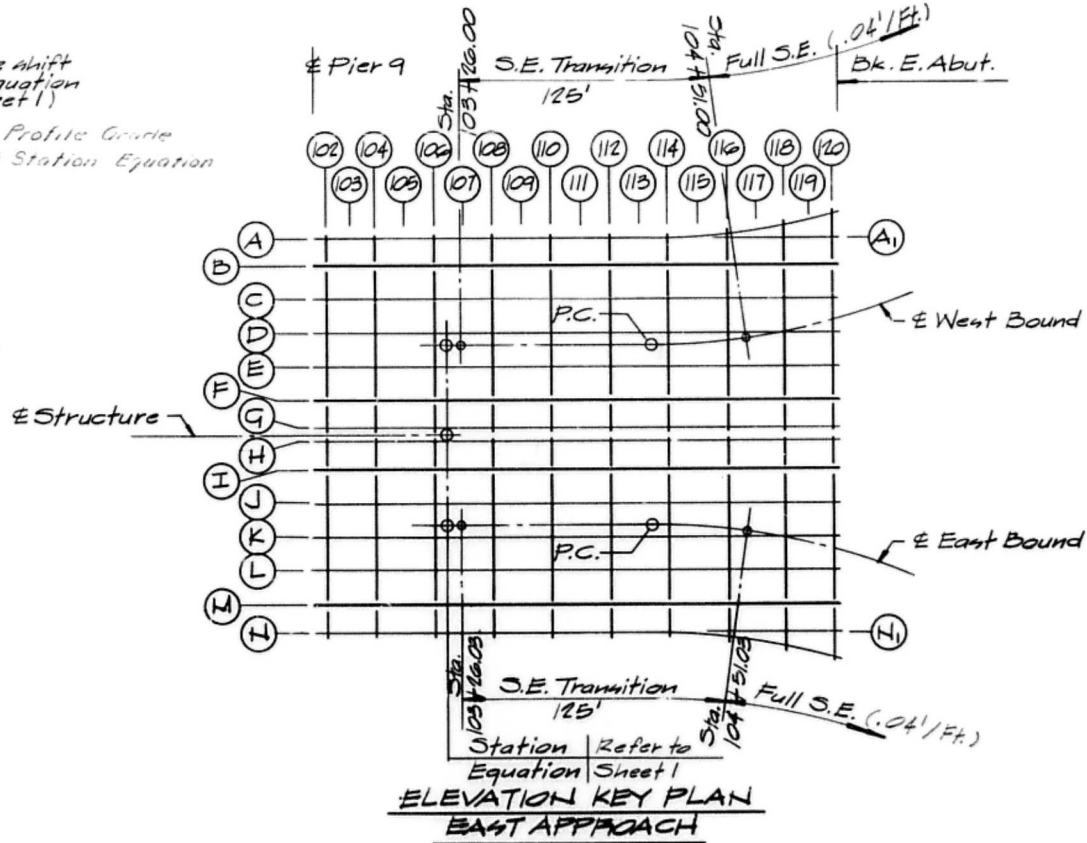 shift
quation
eet 1)
Profile Grade
Station Equation
℄ Pier 9
Sta.
103+26.00
S.E. Transition
125'
Sta.
104+51.00
Full S.E. (.04'/Ft.)
Bk. E. Abut.
102 104 106 108 110 112 114 116 118 120
103 105 107 109 111 113 115 117 119
A
A1
B
C
P.C.
D
℄ West Bound
E
F
℄ Structure
G
H
I
J
K
P.C.
℄ East Bound
L
M
N
N1
Sta.
103+26.03
S.E. Transition
125'
Sta.
104+51.03
Full S.E. (.04'/Ft.)
Station Refer to
Equation Sheet 1
ELEVATION KEY PLAN
EAST APPROACH